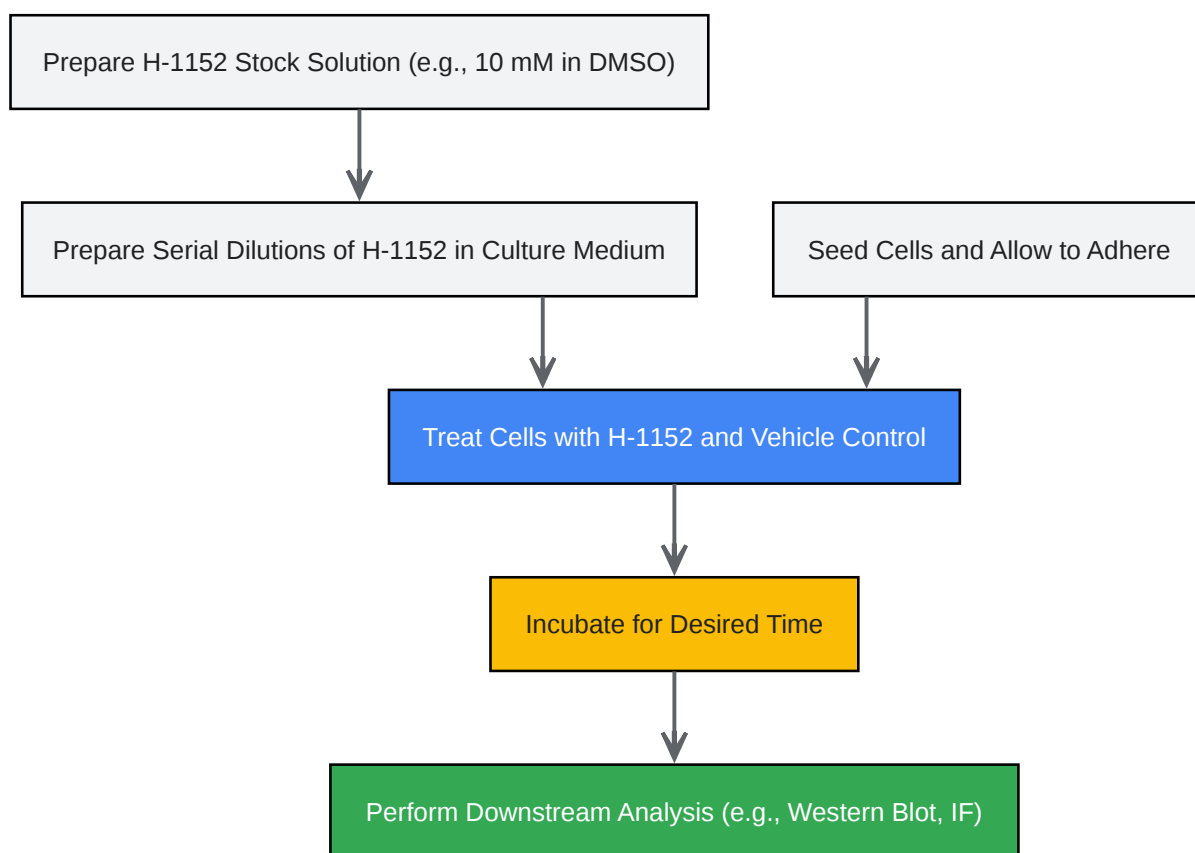 Prepare H-1152 Stock Solution (e.g., 10 mM in DMSO)
Prepare Serial Dilutions of H-1152 in Culture Medium
Seed Cells and Allow to Adhere
Treat Cells with H-1152 and Vehicle Control
Incubate for Desired Time
Perform Downstream Analysis (e.g., Western Blot, IF)